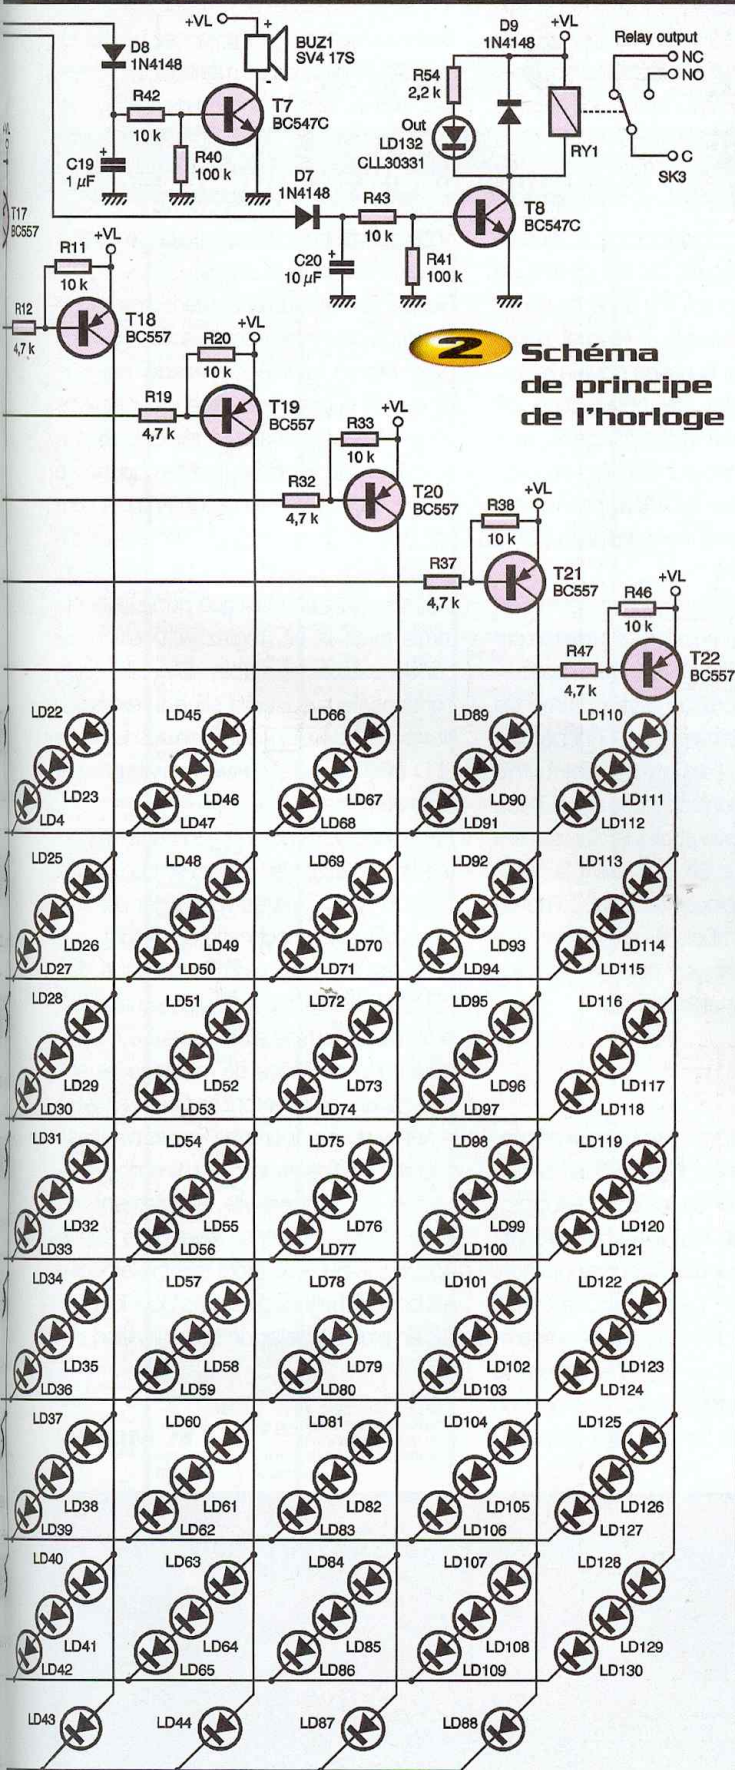 +VL
+
BUZ1
SV4 17S
-
D8
1N4148
R42
10 k
T7
BC547C
C19
+
1 µF
R40
100 k
D9
1N4148
+VL
R54
2,2 k
Out
LD132
CLL30331
RY1
Relay output
NC
NO
C
SK3
D7
1N4148
R43
10 k
T8
BC547C
C20
+
10 µF
R41
100 k
T17
BC557
+VL
R11
10 k
R12
4,7 k
T18
BC557
+VL
R20
10 k
R19
4,7 k
T19
BC557
+VL
R33
10 k
R32
4,7 k
T20
BC557
+VL
R38
10 k
R37
4,7 k
T21
BC557
+VL
R46
10 k
R47
4,7 k
T22
BC557
2 Schéma
de principe
de l'horloge
LD22 LD45 LD66 LD89 LD110
LD23 LD46 LD67 LD90 LD111
LD4 LD47 LD68 LD91 LD112
LD25 LD48 LD69 LD92 LD113
LD26 LD49 LD70 LD93 LD114
LD27 LD50 LD71 LD94 LD115
LD28 LD51 LD72 LD95 LD116
LD29 LD52 LD73 LD96 LD117
LD30 LD53 LD74 LD97 LD118
LD31 LD54 LD75 LD98 LD119
LD32 LD55 LD76 LD99 LD120
LD33 LD56 LD77 LD100 LD121
LD34 LD57 LD78 LD101 LD122
LD35 LD58 LD79 LD102 LD123
LD36 LD59 LD80 LD103 LD124
LD37 LD60 LD81 LD104 LD125
LD38 LD61 LD82 LD105 LD126
LD39 LD62 LD83 LD106 LD127
LD40 LD63 LD84 LD107 LD128
LD41 LD64 LD85 LD108 LD129
LD42 LD65 LD86 LD109 LD130
LD43 LD44 LD87 LD88